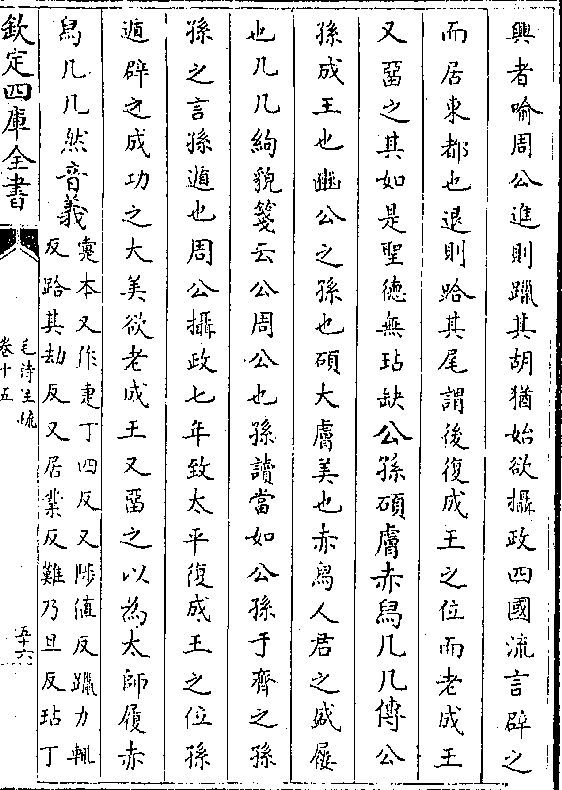 興者喻周公進則躐其胡猶始欲攝政四國流言辟之
而居東都也退則跲其尾謂後復成王之位而老成王
又畱之其如是聖德無玷缺公孫碩膚赤舄几几傳公
孫成王也豳公之孫也碩大膚美也赤舄人君之盛屨
也几几絇貌箋云公周公也孫讀當如公孫于齊之孫
孫之言孫遁也周公攝政七年致太平復成王之位孫
遁辟之成功之大美欲老成王又畱之以為太師履赤
舄几几然音義疐本又作疌丁四反又陟值反躐力輒
反跲其劫反又居業反難乃旦反玷丁
欽定四庫全書
毛詩注疏
卷十五
五十六